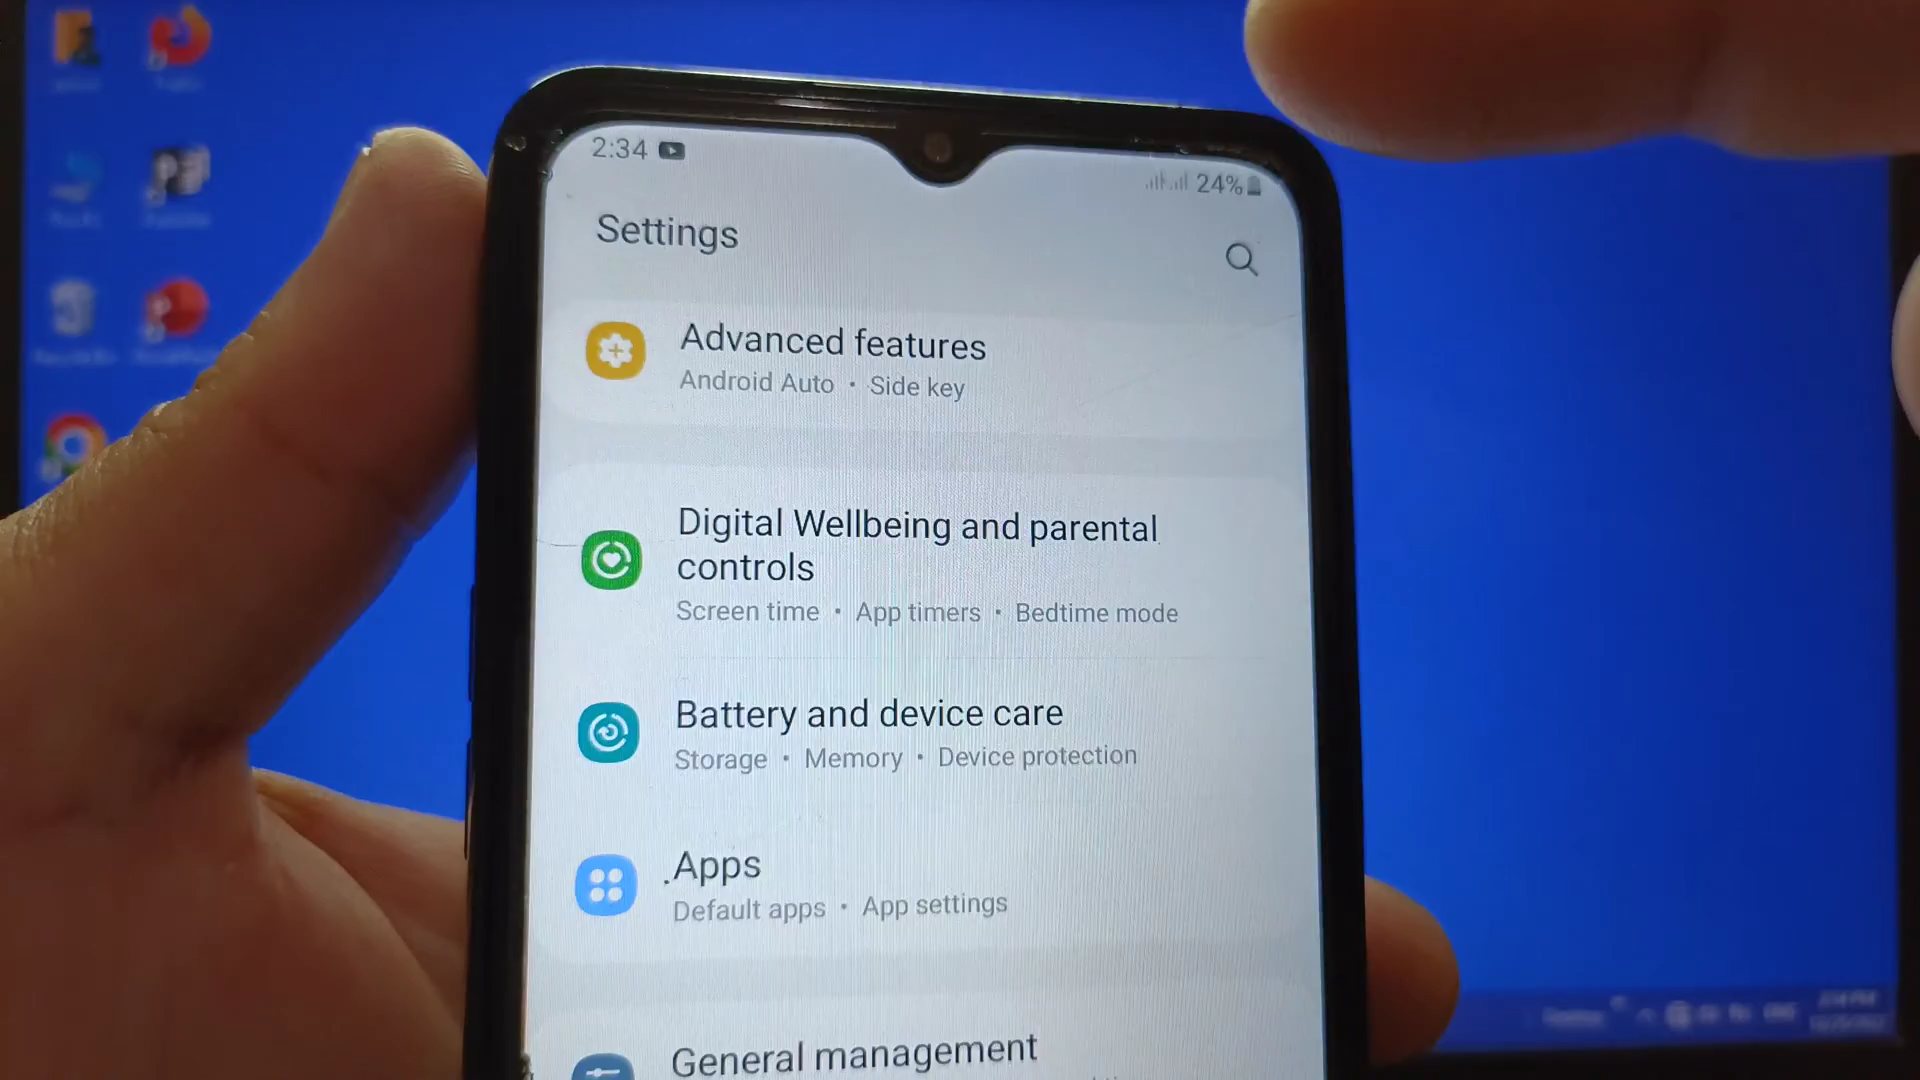 2:34
24%
Settings
Advanced features
Android Auto • Side key
Digital Wellbeing and parental
controls
Screen time • App timers • Bedtime mode
Battery and device care
Storage • Memory • Device protection
Apps
Default apps • App settings
General management